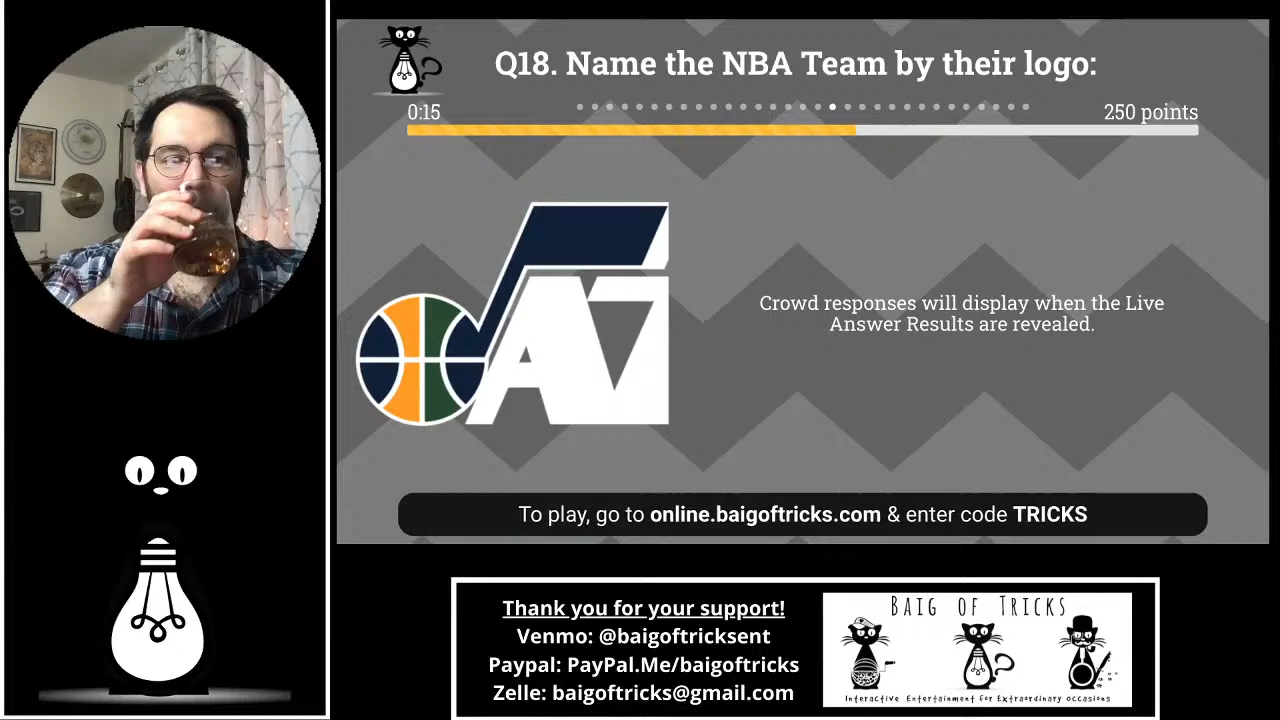 Q18. Name the NBA Team by their logo:
0:15
250 points
AZ
Crowd responses will display when the Live
Answer Results are revealed.
To play, go to online.baigoftricks.com & enter code TRICKS
Thank you for your support!
Venmo: @baigoftricksent
Paypal: PayPal.Me/baigoftricks
Zelle: baigoftricks@gmail.com
BAIG OF TRICKS
Interactive Entertainment for Extraordinary occasions